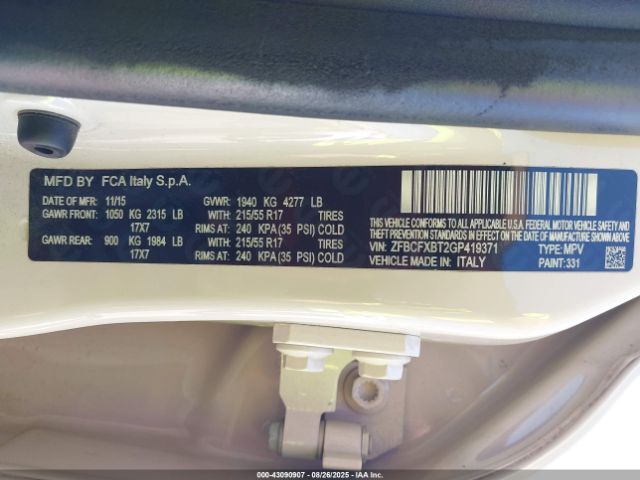 MFD BY FCA Italy S.p.A.
DATE OF MFR: 11/15 GVWR: 1940 KG 4277 LB
GAWR FRONT: 1050 KG 2315 LB WITH: 215/55 R17
17X7 RIMS AT: 240 KPA (35 PSI) COLD
GAWR REAR: 900 KG 1984 LB WITH: 215/55 R17
17X7 RIMS AT: 240 KPA (35 PSI) COLD
THIS VEHICLE CONFORMS TO ALL APPLICABLE U.S.A. FEDERAL MOTOR VEHICLE
SAFETY, BUMPER, AND THEFT PREVENTION STANDARDS IN EFFECT ON THE DATE OF MANUFACTURE SHOWN ABOVE.
VIN: ZFBCFXBT2GP419371 TYPE: MPV
VEHICLE MADE IN: ITALY PAINT: 331
000-43090907 - 08/26/2025 - IAAI.COM